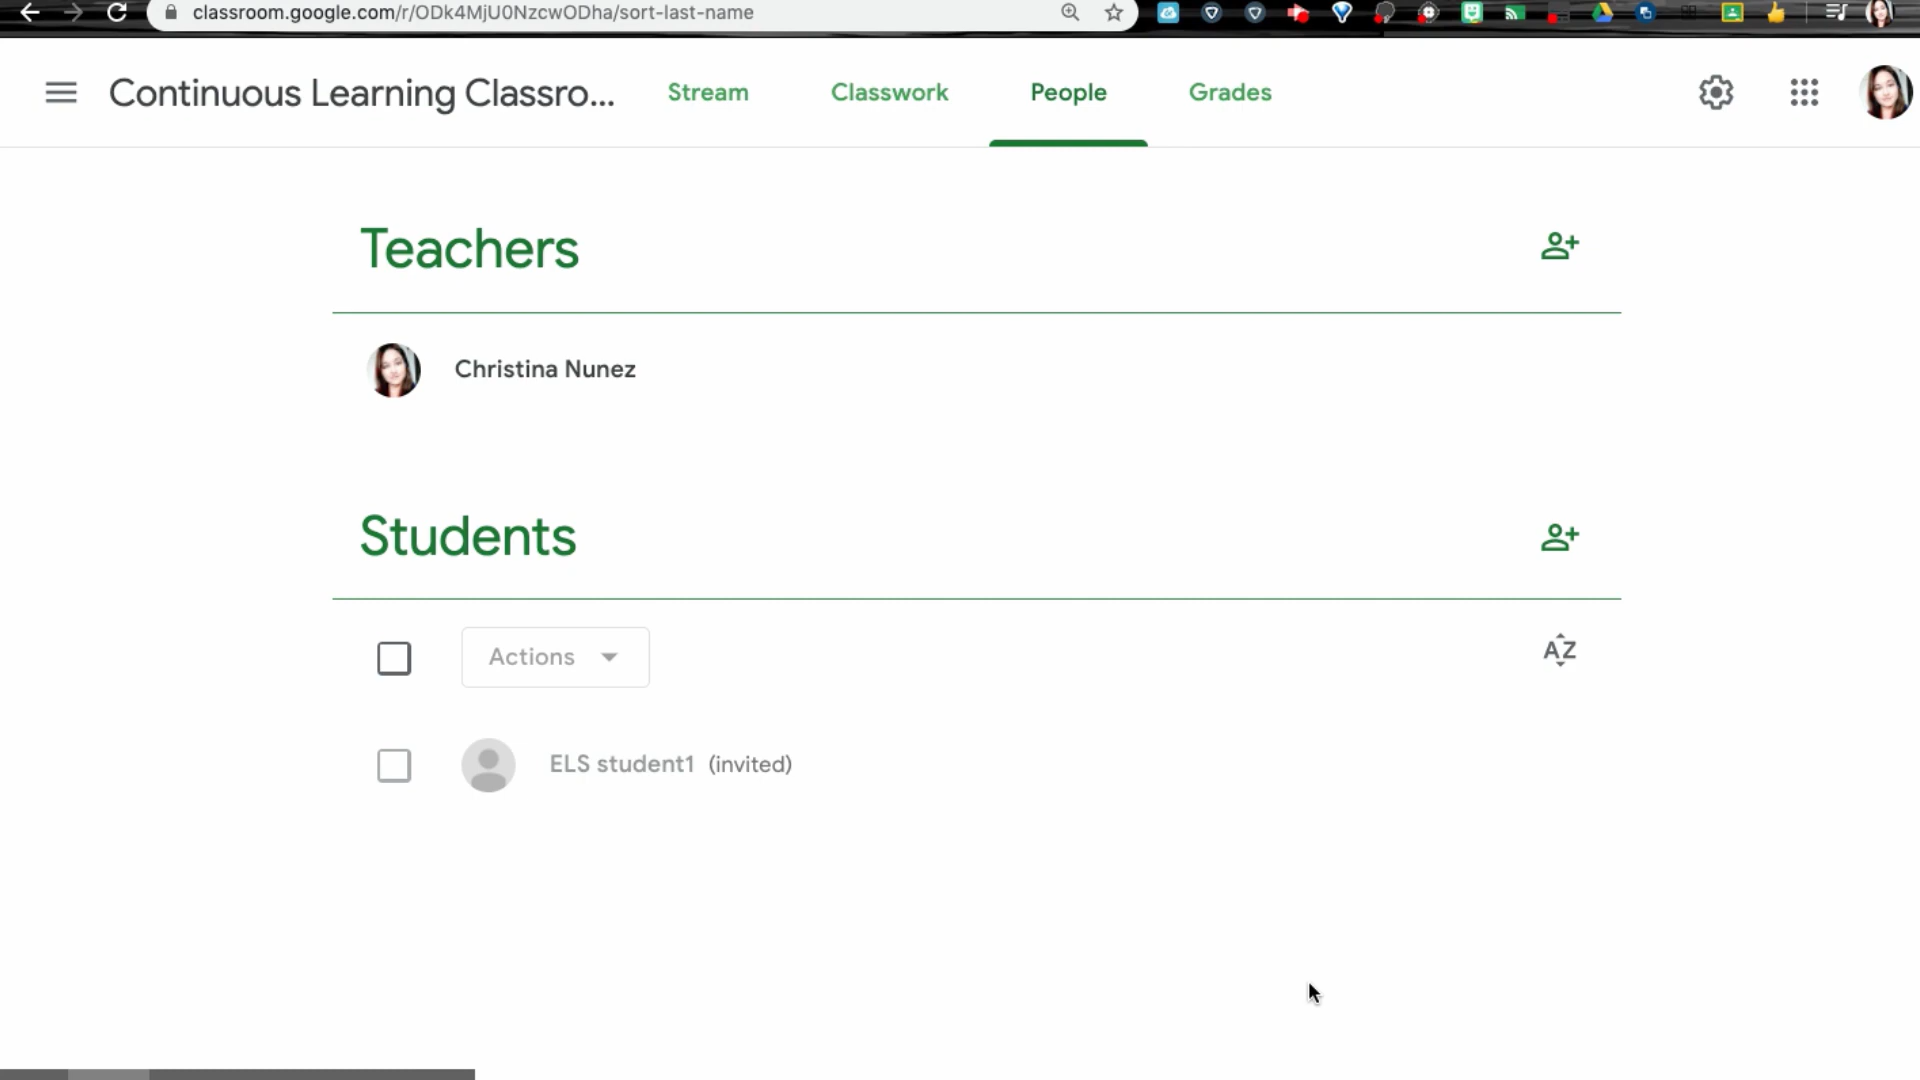 classroom.google.com/r/ODk4MjU0NzcwODha/sort-last-name
Continuous Learning Classro...
Stream
Classwork
People
Grades
Teachers
Christina Nunez
Students
Actions
AZ
ELS student1 (invited)